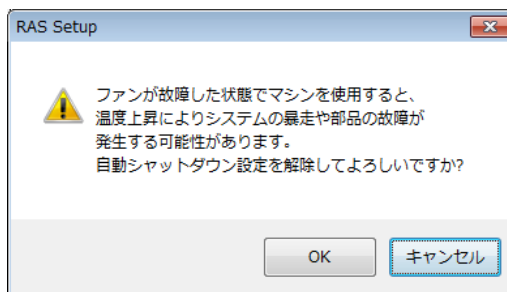 RAS Setup
ファンが故障した状態でマシンを使用すると、
温度上昇によりシステムの暴走や部品の故障が
発生する可能性があります。
自動シャットダウン設定を解除してよろしいですか?
OK
キャンセル